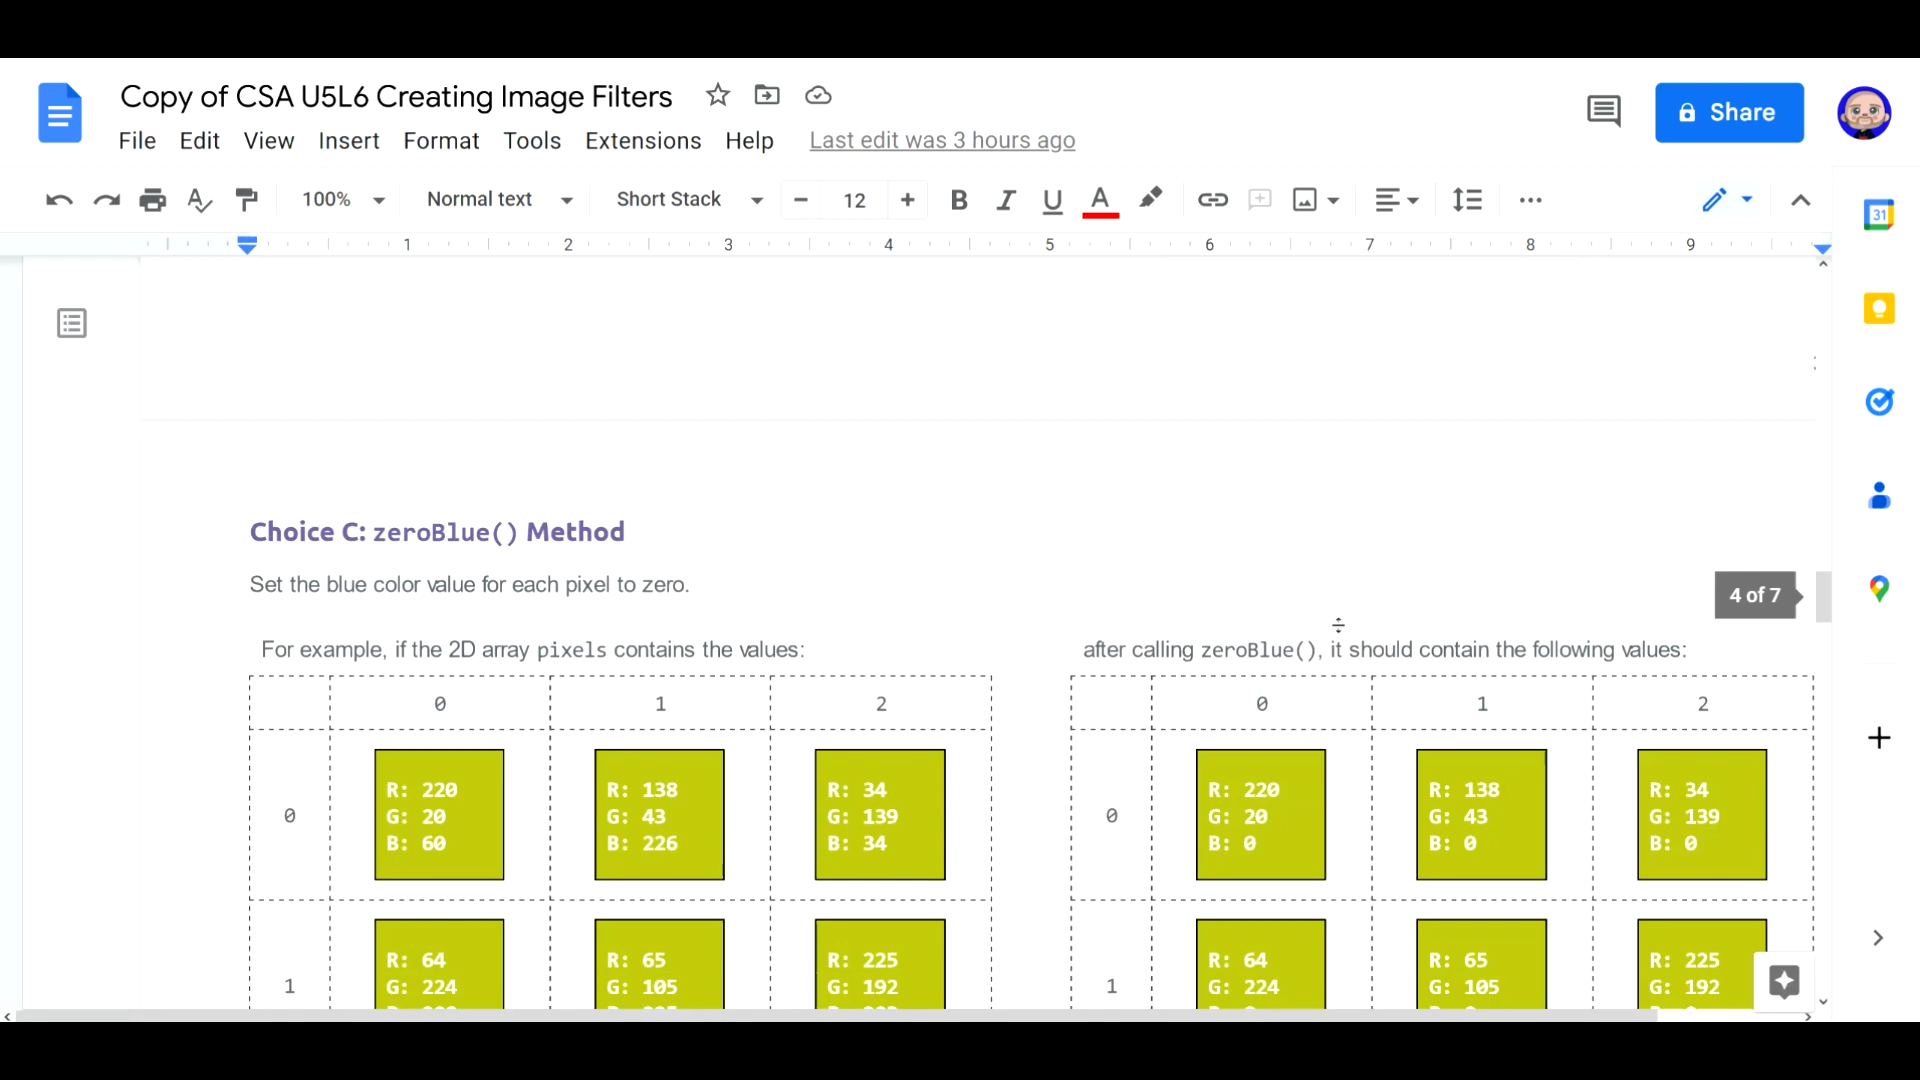 Copy of CSA U5L6 Creating Image Filters
Share
File Edit View Insert Format Tools Extensions Help Last edit was 3 hours ago
100% Normal text Short Stack - 12 + B I U A
31
1 2 3 4 5 6 7 8 9
Choice C: zeroBlue() Method
Set the blue color value for each pixel to zero.
4 of 7
For example, if the 2D array pixels contains the values:
0 1 2
0
R: 220
G: 20
B: 60
R: 138
G: 43
B: 226
R: 34
G: 139
B: 34
1
R: 64
G: 224
R: 65
G: 105
R: 225
G: 192
after calling zeroBlue(), it should contain the following values:
0 1 2
0
R: 220
G: 20
B: 0
R: 138
G: 43
B: 0
R: 34
G: 139
B: 0
1
R: 64
G: 224
R: 65
G: 105
R: 225
G: 192